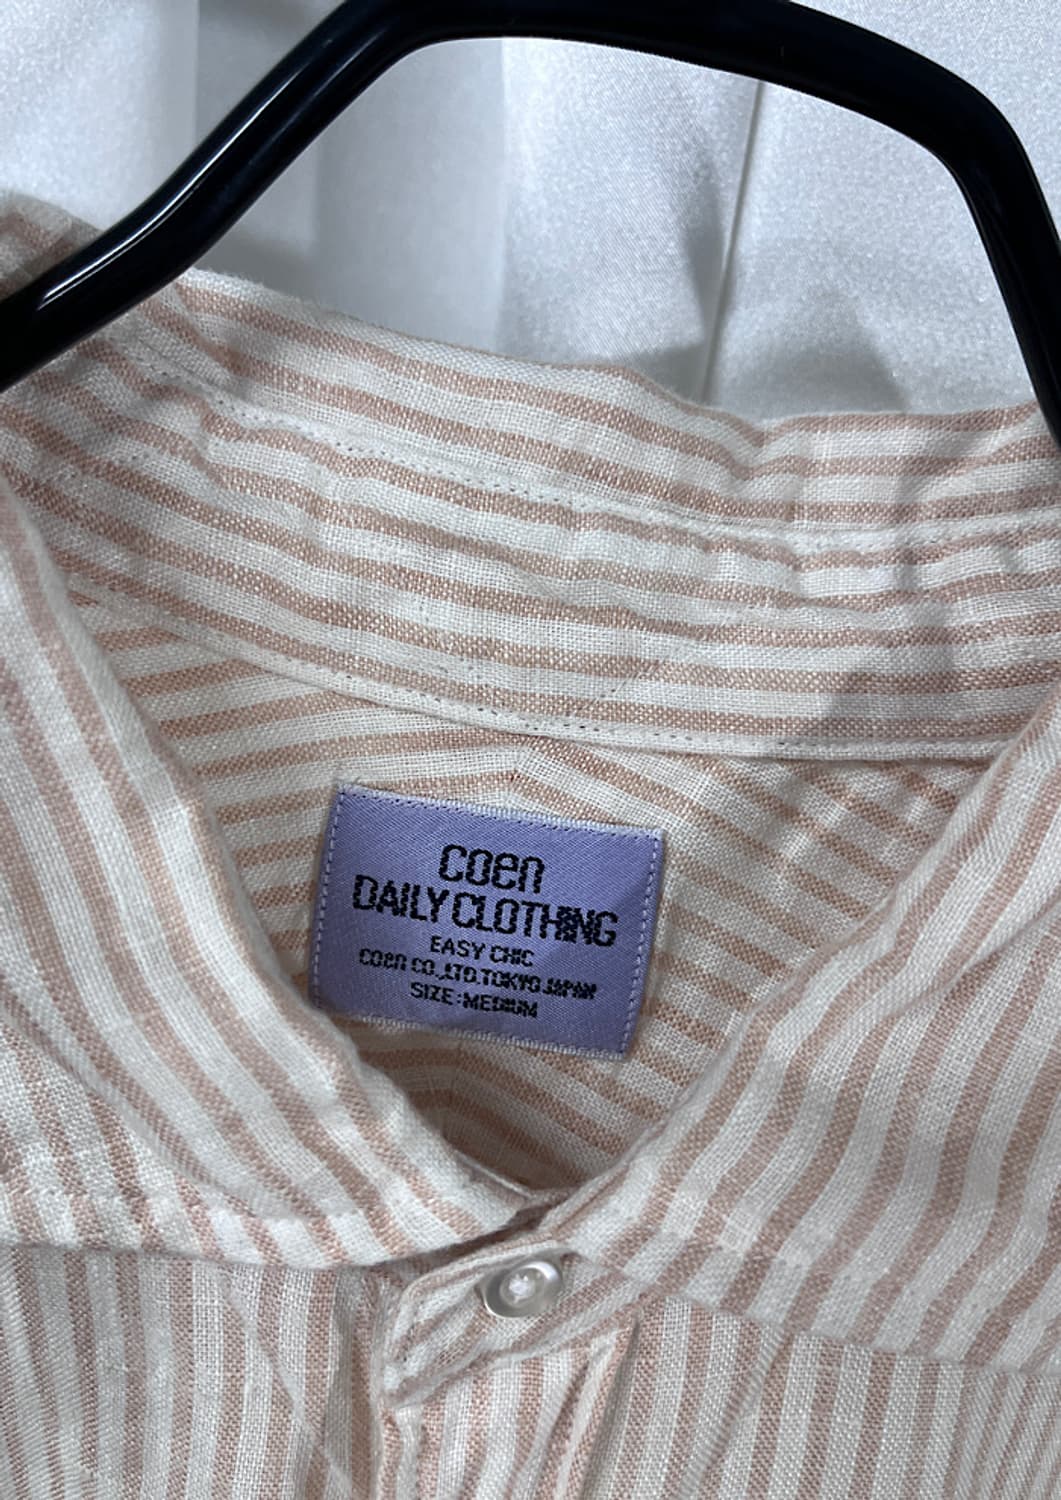 coen
DAILY CLOTHING
EASY CHIC
coen CO.,LTD.TOKYO JAPAN
SIZE:MEDIUM